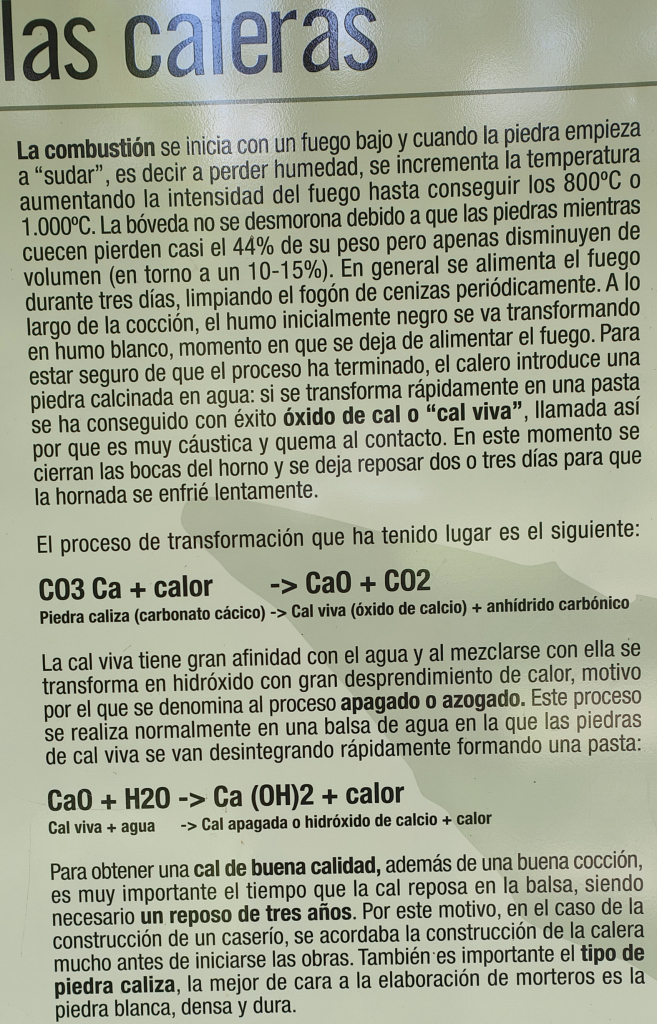 las caleras
La combustión se inicia con un fuego bajo y cuando la piedra empieza
a “sudar”, es decir a perder humedad, se incrementa la temperatura
aumentando la intensidad del fuego hasta conseguir los 800ºC o
1.000ºC. La bóveda no se desmorona debido a que las piedras mientras
cuecen pierden casi el 44% de su peso pero apenas disminuyen de
volumen (en torno a un 10-15%). En general se alimenta el fuego
durante tres días, limpiando el fogón de cenizas periódicamente. A lo
largo de la cocción, el humo inicialmente negro se va transformando
en humo blanco, momento en que se deja de alimentar el fuego. Para
estar seguro de que el proceso ha terminado, el calero introduce una
piedra calcinada en agua: si se transforma rápidamente en una pasta
se ha conseguido con éxito óxido de cal o “cal viva”, llamada así
por que es muy cáustica y quema al contacto. En este momento se
cierran las bocas del horno y se deja reposar dos o tres días para que
la hornada se enfrié lentamente.
El proceso de transformación que ha tenido lugar es el siguiente:
CO3 Ca + calor -> CaO + CO2
Piedra caliza (carbonato cácico) -> Cal viva (óxido de calcio) + anhídrido carbónico
La cal viva tiene gran afinidad con el agua y al mezclarse con ella se
transforma en hidróxido con gran desprendimiento de calor, motivo
por el que se denomina al proceso apagado o azogado. Este proceso
se realiza normalmente en una balsa de agua en la que las piedras
de cal viva se van desintegrando rápidamente formando una pasta:
CaO + H2O -> Ca (OH)2 + calor
Cal viva + agua -> Cal apagada o hidróxido de calcio + calor
Para obtener una cal de buena calidad, además de una buena cocción,
es muy importante el tiempo que la cal reposa en la balsa, siendo
necesario un reposo de tres años. Por este motivo, en el caso de la
construcción de un caserío, se acordaba la construcción de la calera
mucho antes de iniciarse las obras. También es importante el tipo de
piedra caliza, la mejor de cara a la elaboración de morteros es la
piedra blanca, densa y dura.